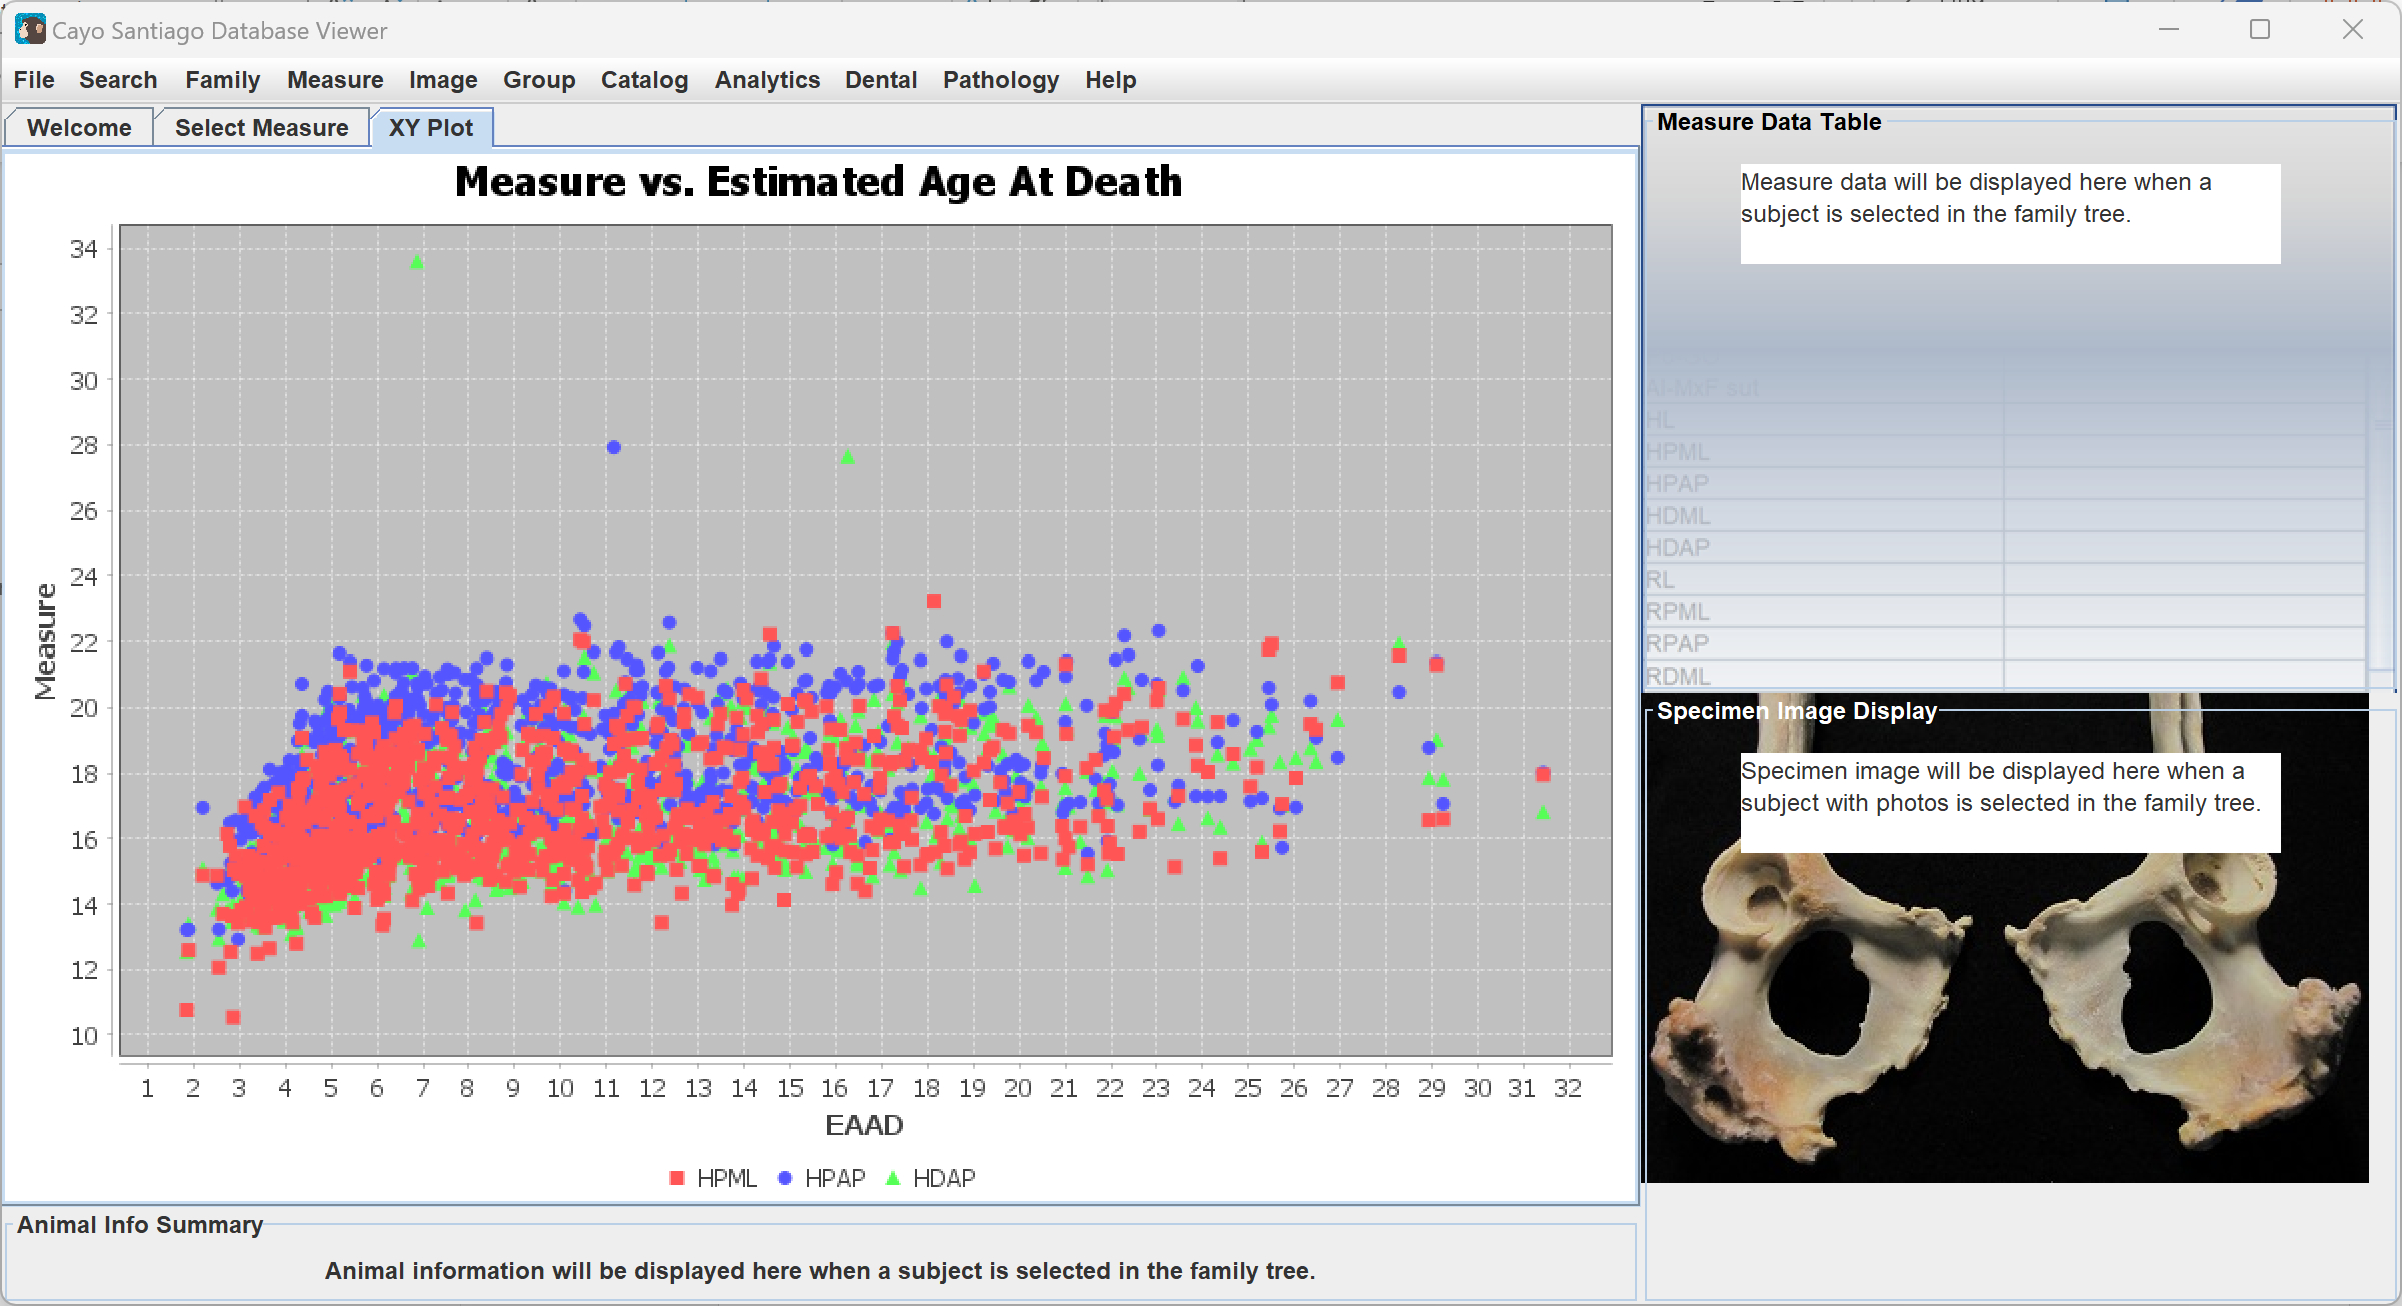 Cayo Santiago Database Viewer
File Search Family Measure Image Group Catalog Analytics Dental Pathology Help
Welcome Select Measure XY Plot
Measure vs. Estimated Age At Death
34
32
30
28
26
24
22
20
18
16
14
12
10
Measure
1 2 3 4 5 6 7 8 9 10 11 12 13 14 15 16 17 18 19 20 21 22 23 24 25 26 27 28 29 30 31 32
EAAD
HPML HPAP HDAP
Animal Info Summary
Animal information will be displayed here when a subject is selected in the family tree.
Measure Data Table
Measure data will be displayed here when a
subject is selected in the family tree.
Al-MxF sut
HL
HPML
HPAP
HDML
HDAP
RL
RPML
RPAP
RDML
Specimen Image Display
Specimen image will be displayed here when a
subject with photos is selected in the family tree.